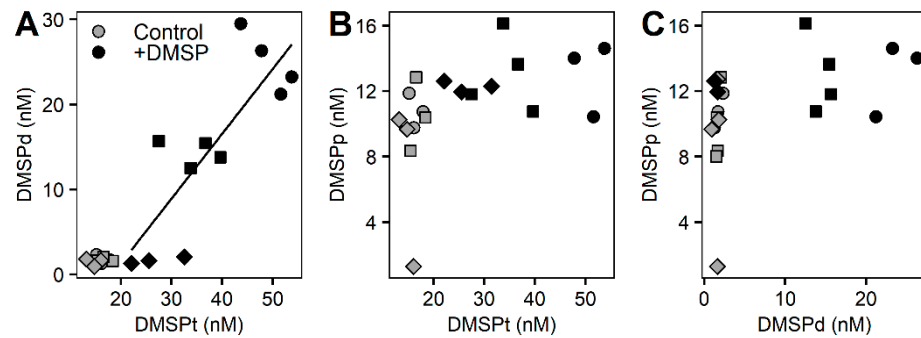 A
Control
+DMSP
30
20
10
0
DMSPd (nM)
20 30 40 50
DMSPt (nM)
B
16
12
8
4
DMSPp (nM)
20 30 40 50
DMSPt (nM)
C
16
12
8
4
DMSPp (nM)
0 10 20
DMSPd (nM)